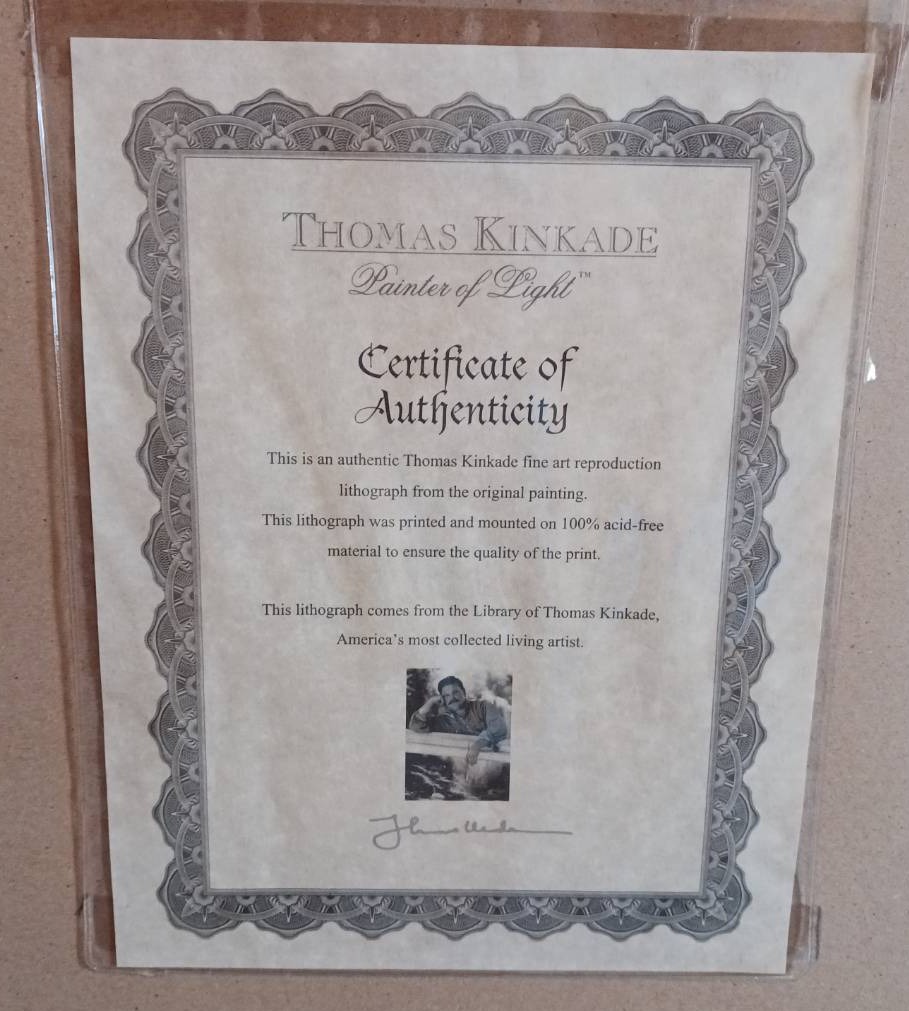 THOMAS KINKADE
Painter of Light™
Certificate of
Authenticity
This is an authentic Thomas Kinkade fine art reproduction
lithograph from the original painting.
This lithograph was printed and mounted on 100% acid-free
material to ensure the quality of the print.
This lithograph comes from the Library of Thomas Kinkade,
America's most collected living artist.